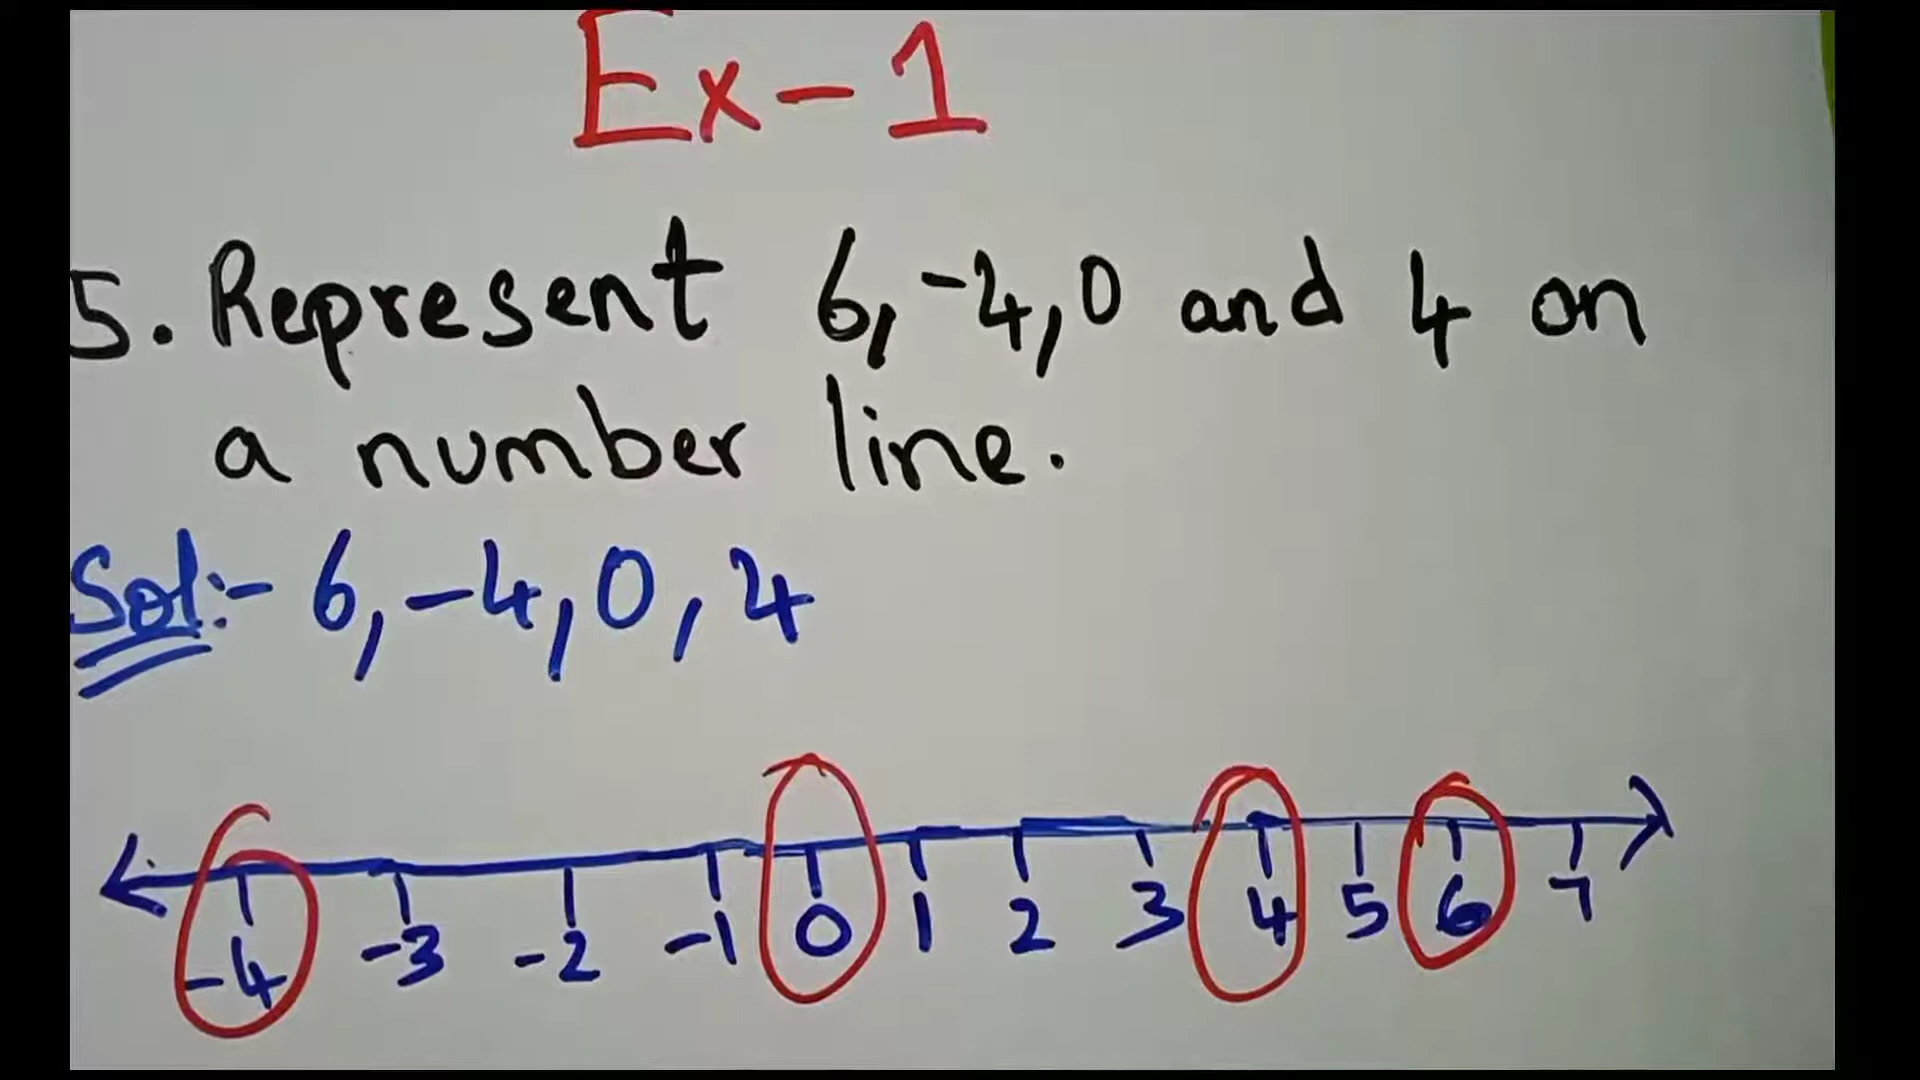 Ex-1
5. Represent 6, -4, 0 and 4 on
a number line.
Sol:- 6, -4, 0, 4
-4 -3 -2 -1 0 1 2 3 4 5 6 7